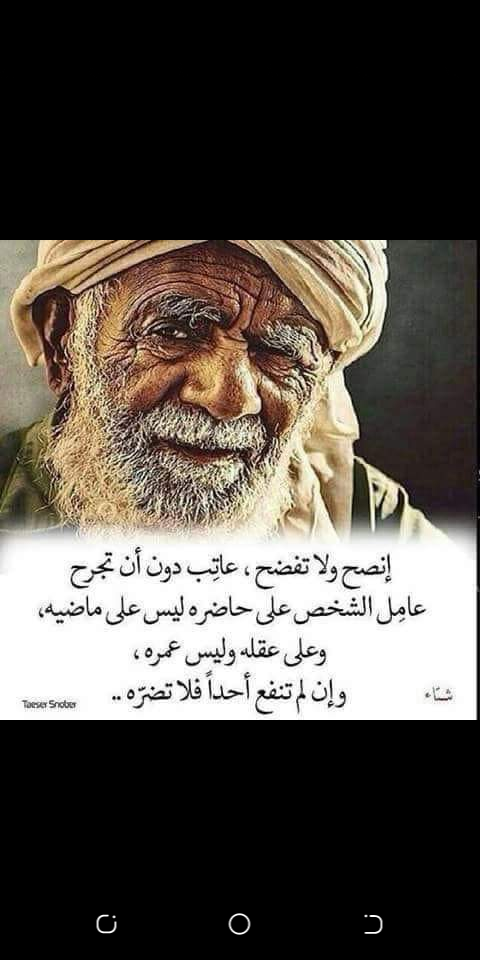 إنصح ولا تفضح ، عاتِب دون أن تجرح
عامِل الشخص على حاضره ليس على ماضيه،
وعلى عقله وليس عمره ،
وإن لم تنفع أحداً فلا تضرّه ..
شتاء
Taeser Snober